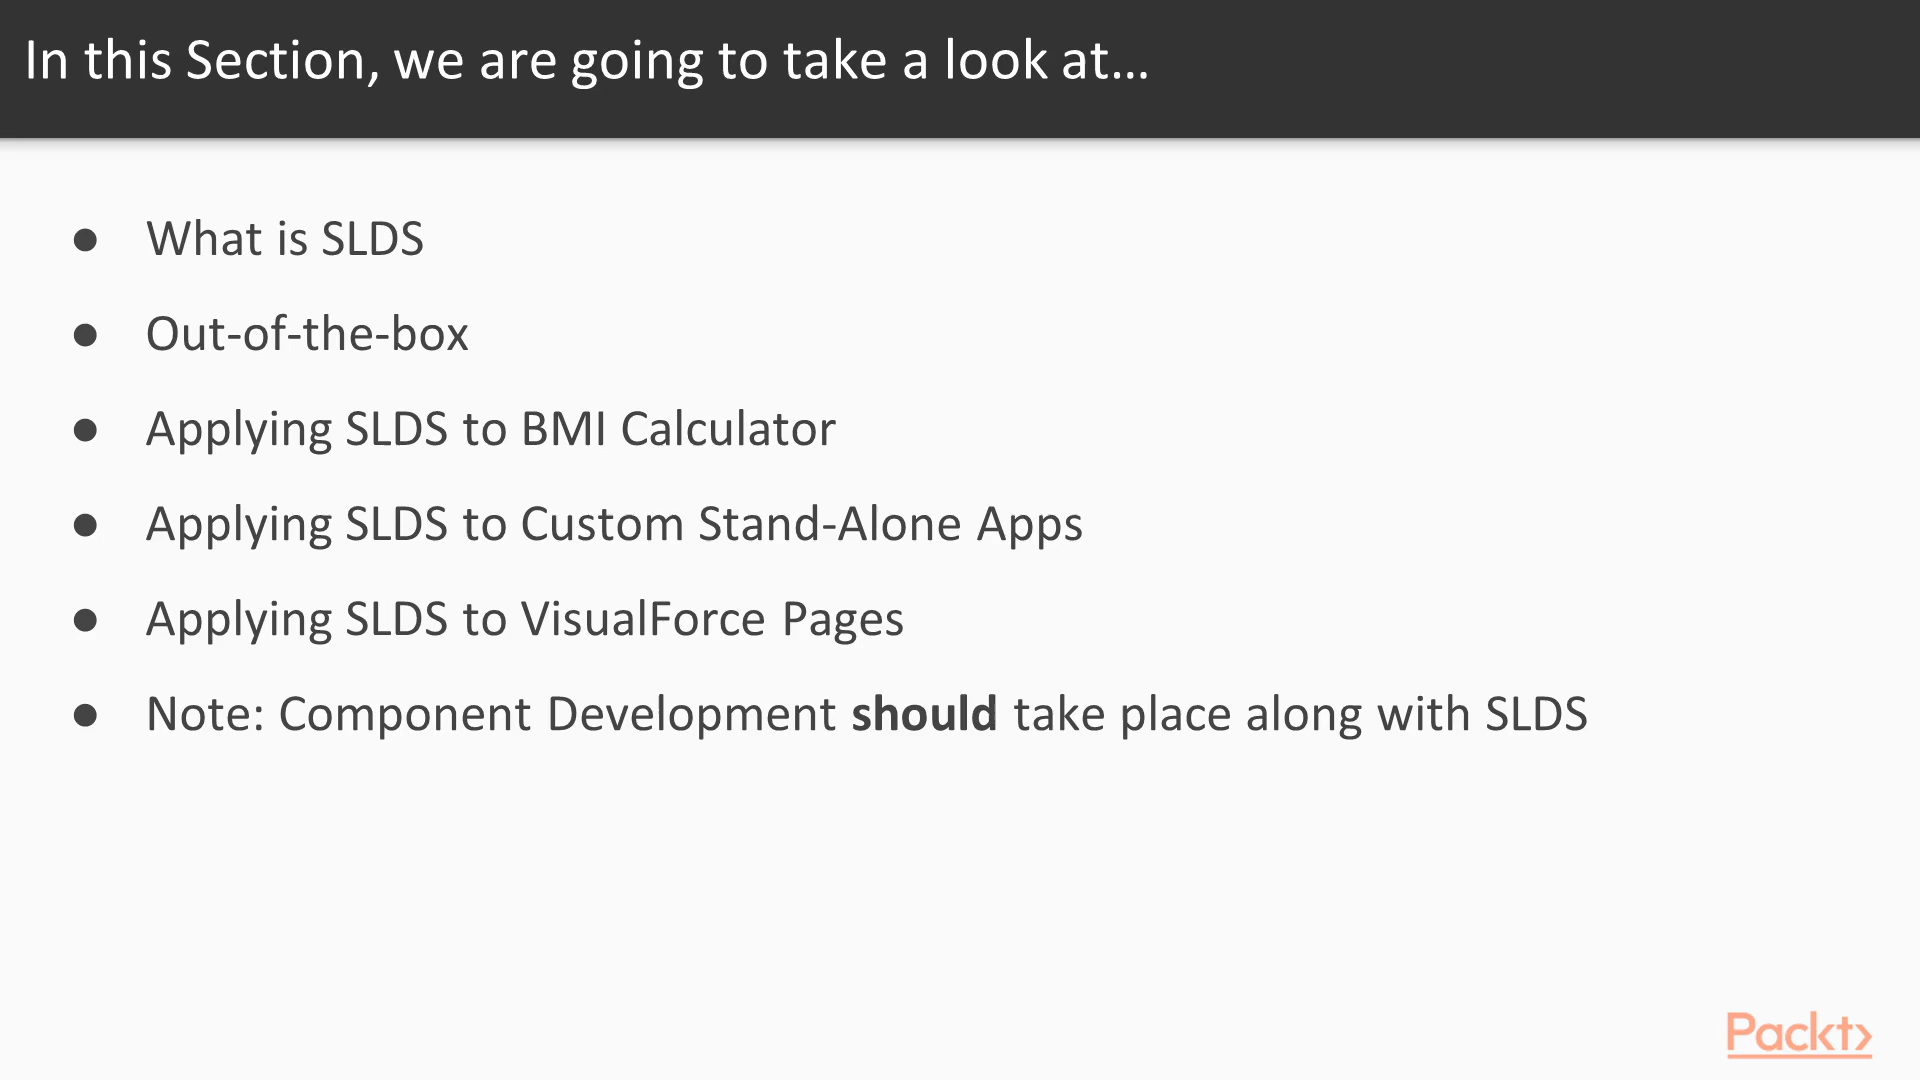 In this Section, we are going to take a look at…
● What is SLDS
● Out-of-the-box
● Applying SLDS to BMI Calculator
● Applying SLDS to Custom Stand-Alone Apps
● Applying SLDS to VisualForce Pages
● Note: Component Development should take place along with SLDS
Packt>